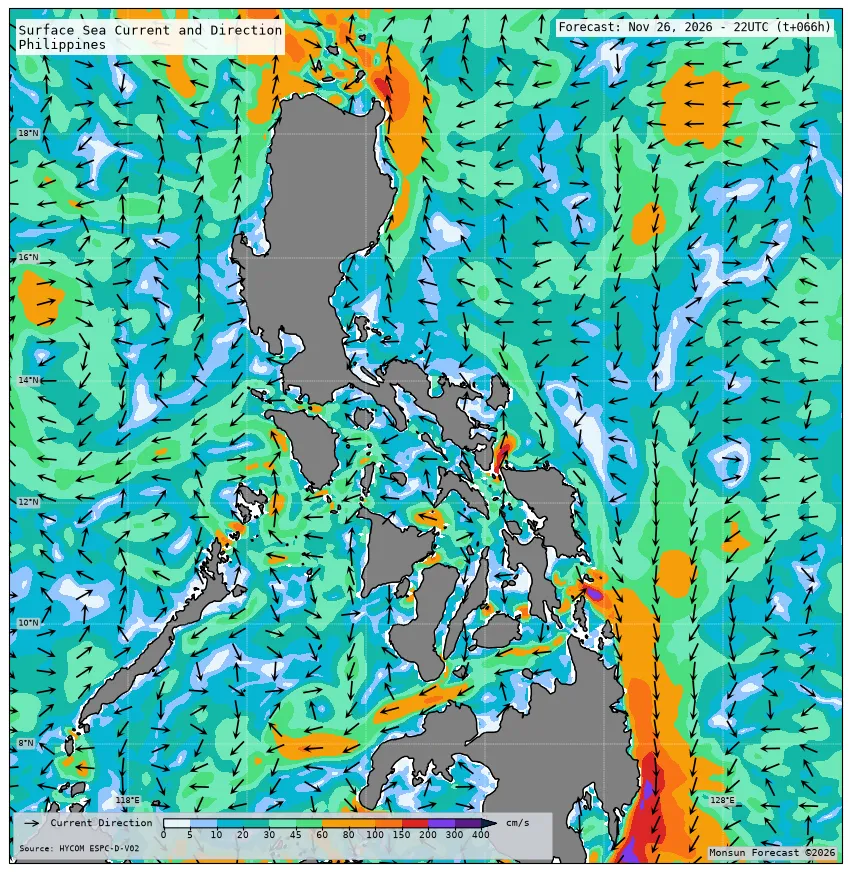 Surface Sea Current and Direction
Philippines
Forecast: Nov 26, 2026 - 22UTC (t+066h)
18°N
16°N
14°N
12°N
10°N
8°N
118°E
128°E
Current Direction
cm/s
0 5 10 20 30 45 60 80 100 150 200 300 400
Source: HYCOM ESPC-D-V02
Monsun Forecast ©2026